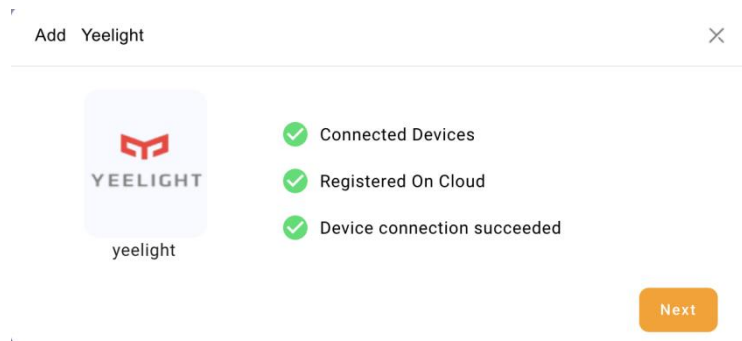 Add Yeelight
YEELIGHT
yeelight
Connected Devices
Registered On Cloud
Device connection succeeded
Next